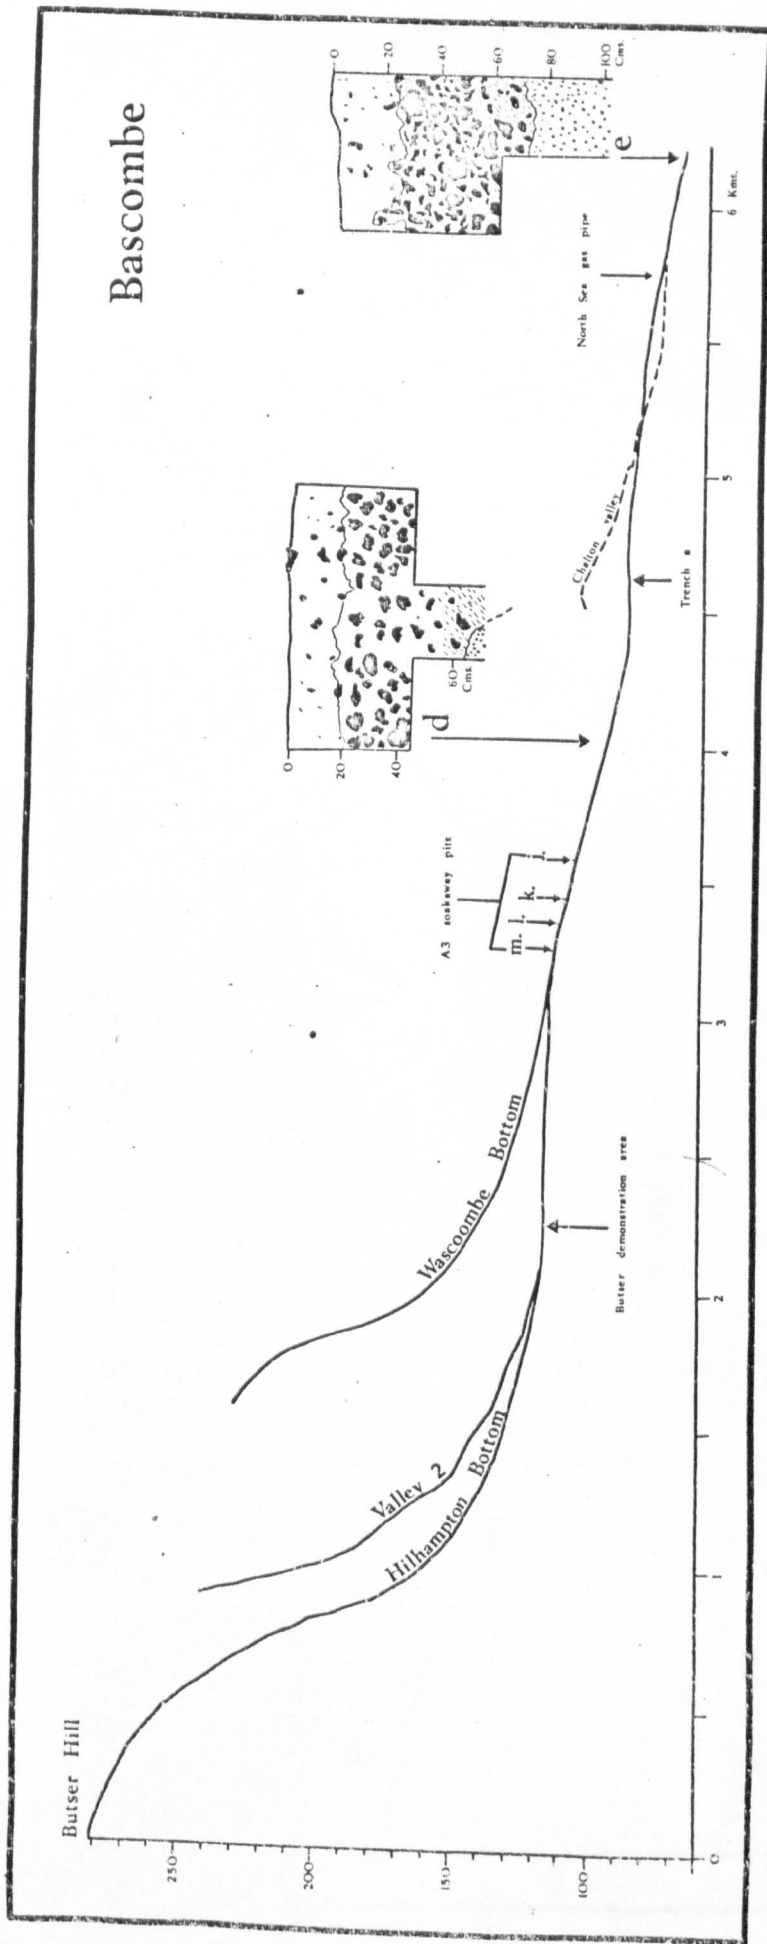 Bascombe
Butser Hill
250
200
150
100
0
1
2
3
4
5
6 Kms.
Valley 2
Hilhampton Bottom
Wascoombe Bottom
Butser demonstration area
A3 soakaway pits
m. l. k. j.
d
0
20
40
60
Cms.
Chalton valley
Trench a
North Sea gas pipe
e
0
20
40
60
80
100
Cms.